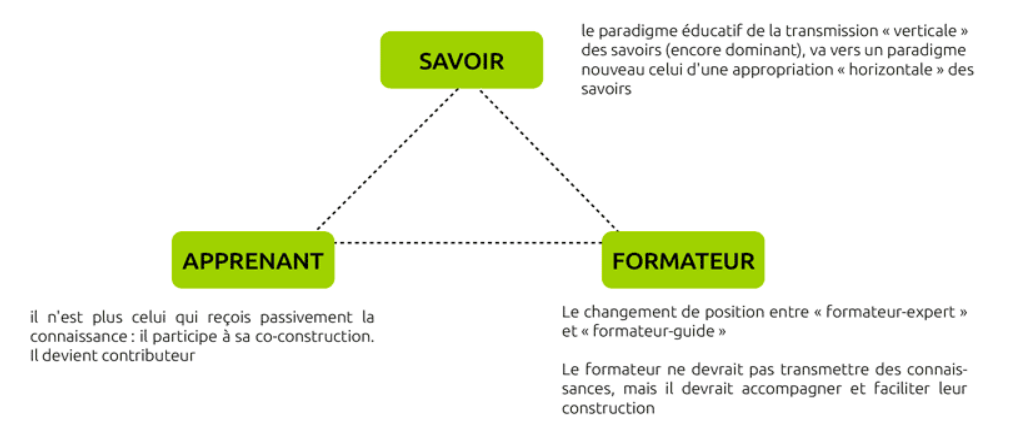 SAVOIR
le paradigme éducatif de la transmission « verticale »
des savoirs (encore dominant), va vers un paradigme
nouveau celui d'une appropriation « horizontale » des
savoirs
APPRENANT
il n'est plus celui qui reçois passivement la
connaissance : il participe à sa co-construction.
Il devient contributeur
FORMATEUR
Le changement de position entre « formateur-expert »
et « formateur-guide »
Le formateur ne devrait pas transmettre des connais-
sances, mais il devrait accompagner et faciliter leur
construction